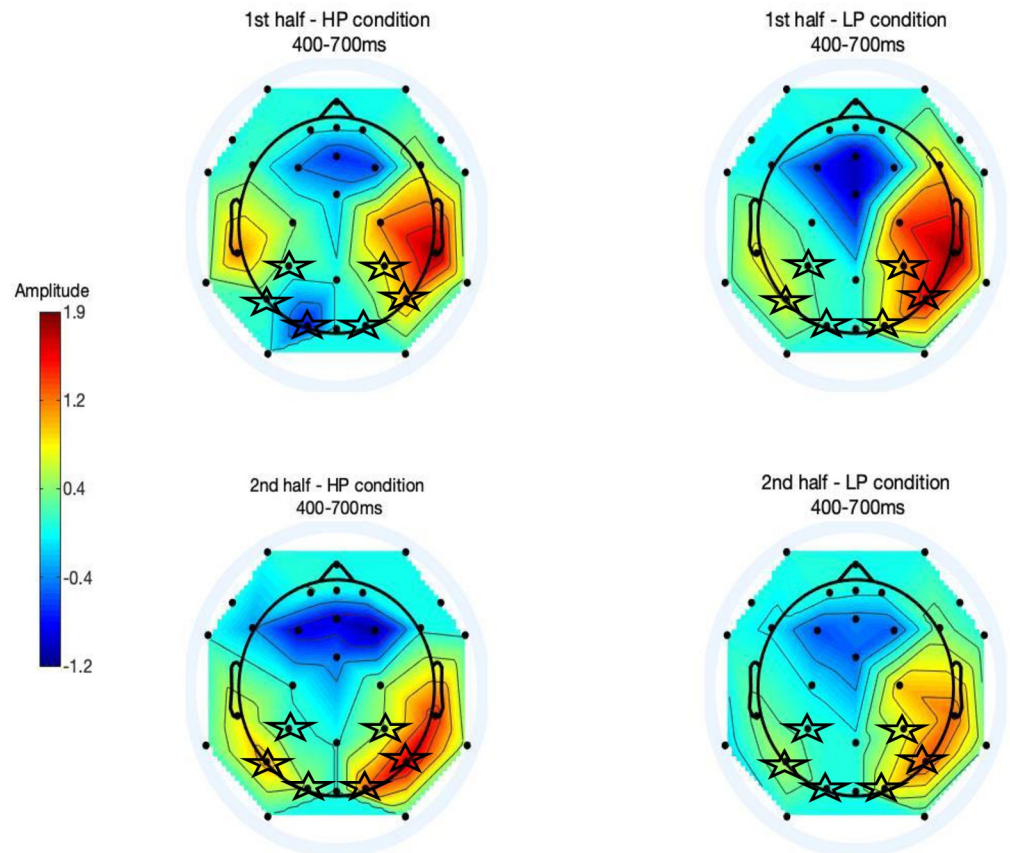 1st half - HP condition
400-700ms
1st half - LP condition
400-700ms
Amplitude
1.9
1.2
0.4
-0.4
-1.2
2nd half - HP condition
400-700ms
2nd half - LP condition
400-700ms